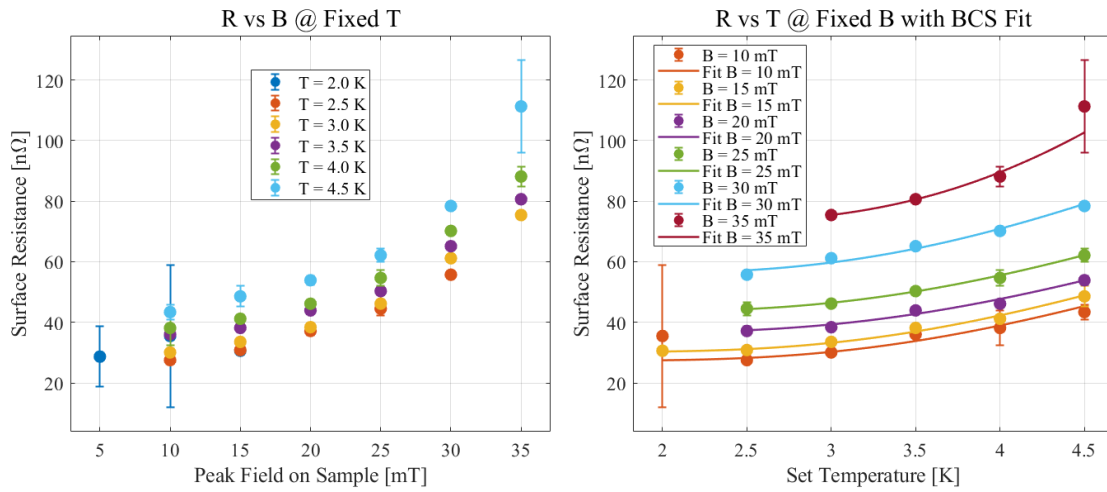 R vs B @ Fixed T
Surface Resistance [nΩ]
120
100
80
60
40
20
T = 2.0 K
T = 2.5 K
T = 3.0 K
T = 3.5 K
T = 4.0 K
T = 4.5 K
5 10 15 20 25 30 35
Peak Field on Sample [mT]
R vs T @ Fixed B with BCS Fit
Surface Resistance [nΩ]
120
100
80
60
40
20
B = 10 mT
Fit B = 10 mT
B = 15 mT
Fit B = 15 mT
B = 20 mT
Fit B = 20 mT
B = 25 mT
Fit B = 25 mT
B = 30 mT
Fit B = 30 mT
B = 35 mT
Fit B = 35 mT
2 2.5 3 3.5 4 4.5
Set Temperature [K]